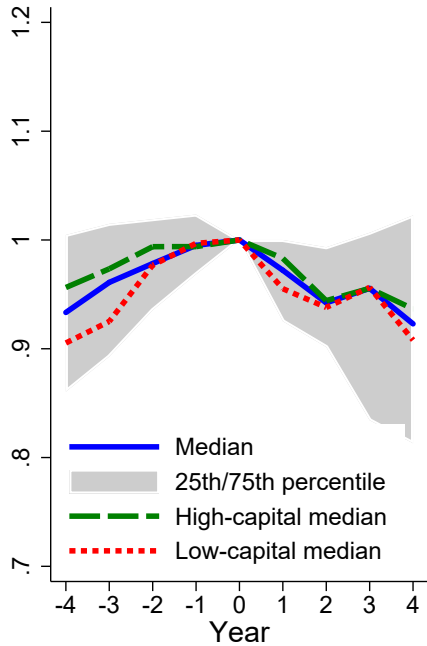 1.2
1.1
1
.9
.8
.7
Median
25th/75th percentile
High-capital median
Low-capital median
-4 -3 -2 -1 0 1 2 3 4
Year